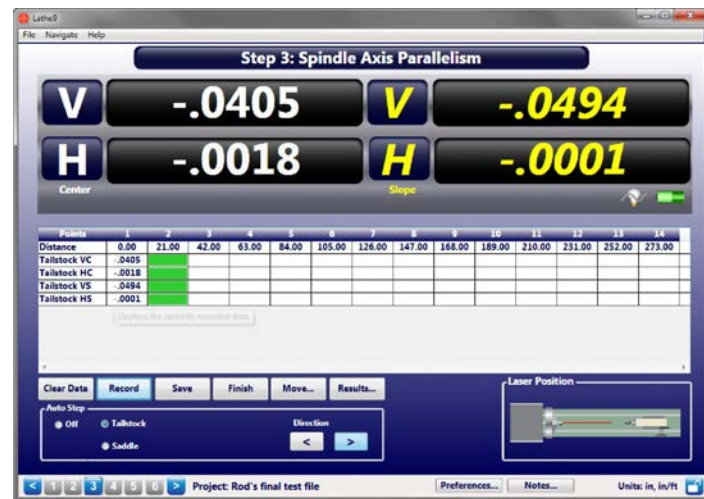 Lathe9
File Navigate Help
Step 3: Spindle Axis Parallelism
V -.0405 V -.0494
H -.0018 H -.0001
Center Slope
Points 1 2 3 4 5 6 7 8 9 10 11 12 13 14
Distance 0.00 21.00 42.00 63.00 84.00 105.00 126.00 147.00 168.00 189.00 210.00 231.00 252.00 273.00
Tailstock VC -.0405
Tailstock HC -.0018
Tailstock VS -.0494
Tailstock HS -.0001
Displays the currently recorded data.
Clear Data Record Save Finish Move... Results... Laser Position
Auto Step
Off Tailstock Direction
Saddle < >
< 1 2 3 4 5 6 > Project: Rod's final test file Preferences... Notes... Units: in, in/ft